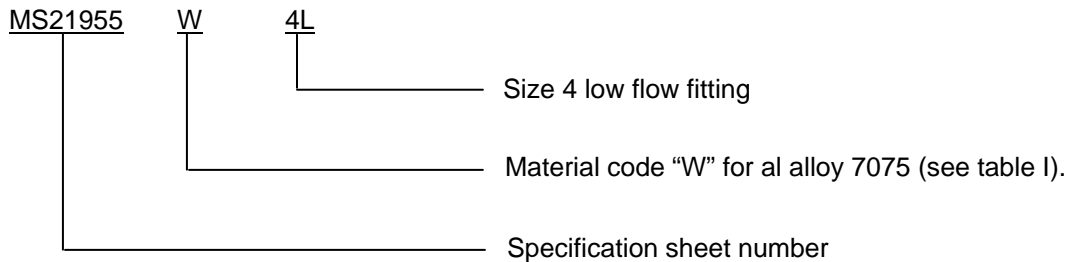 MS21955 W 4L
Size 4 low flow fitting
Material code “W” for al alloy 7075 (see table I).
Specification sheet number